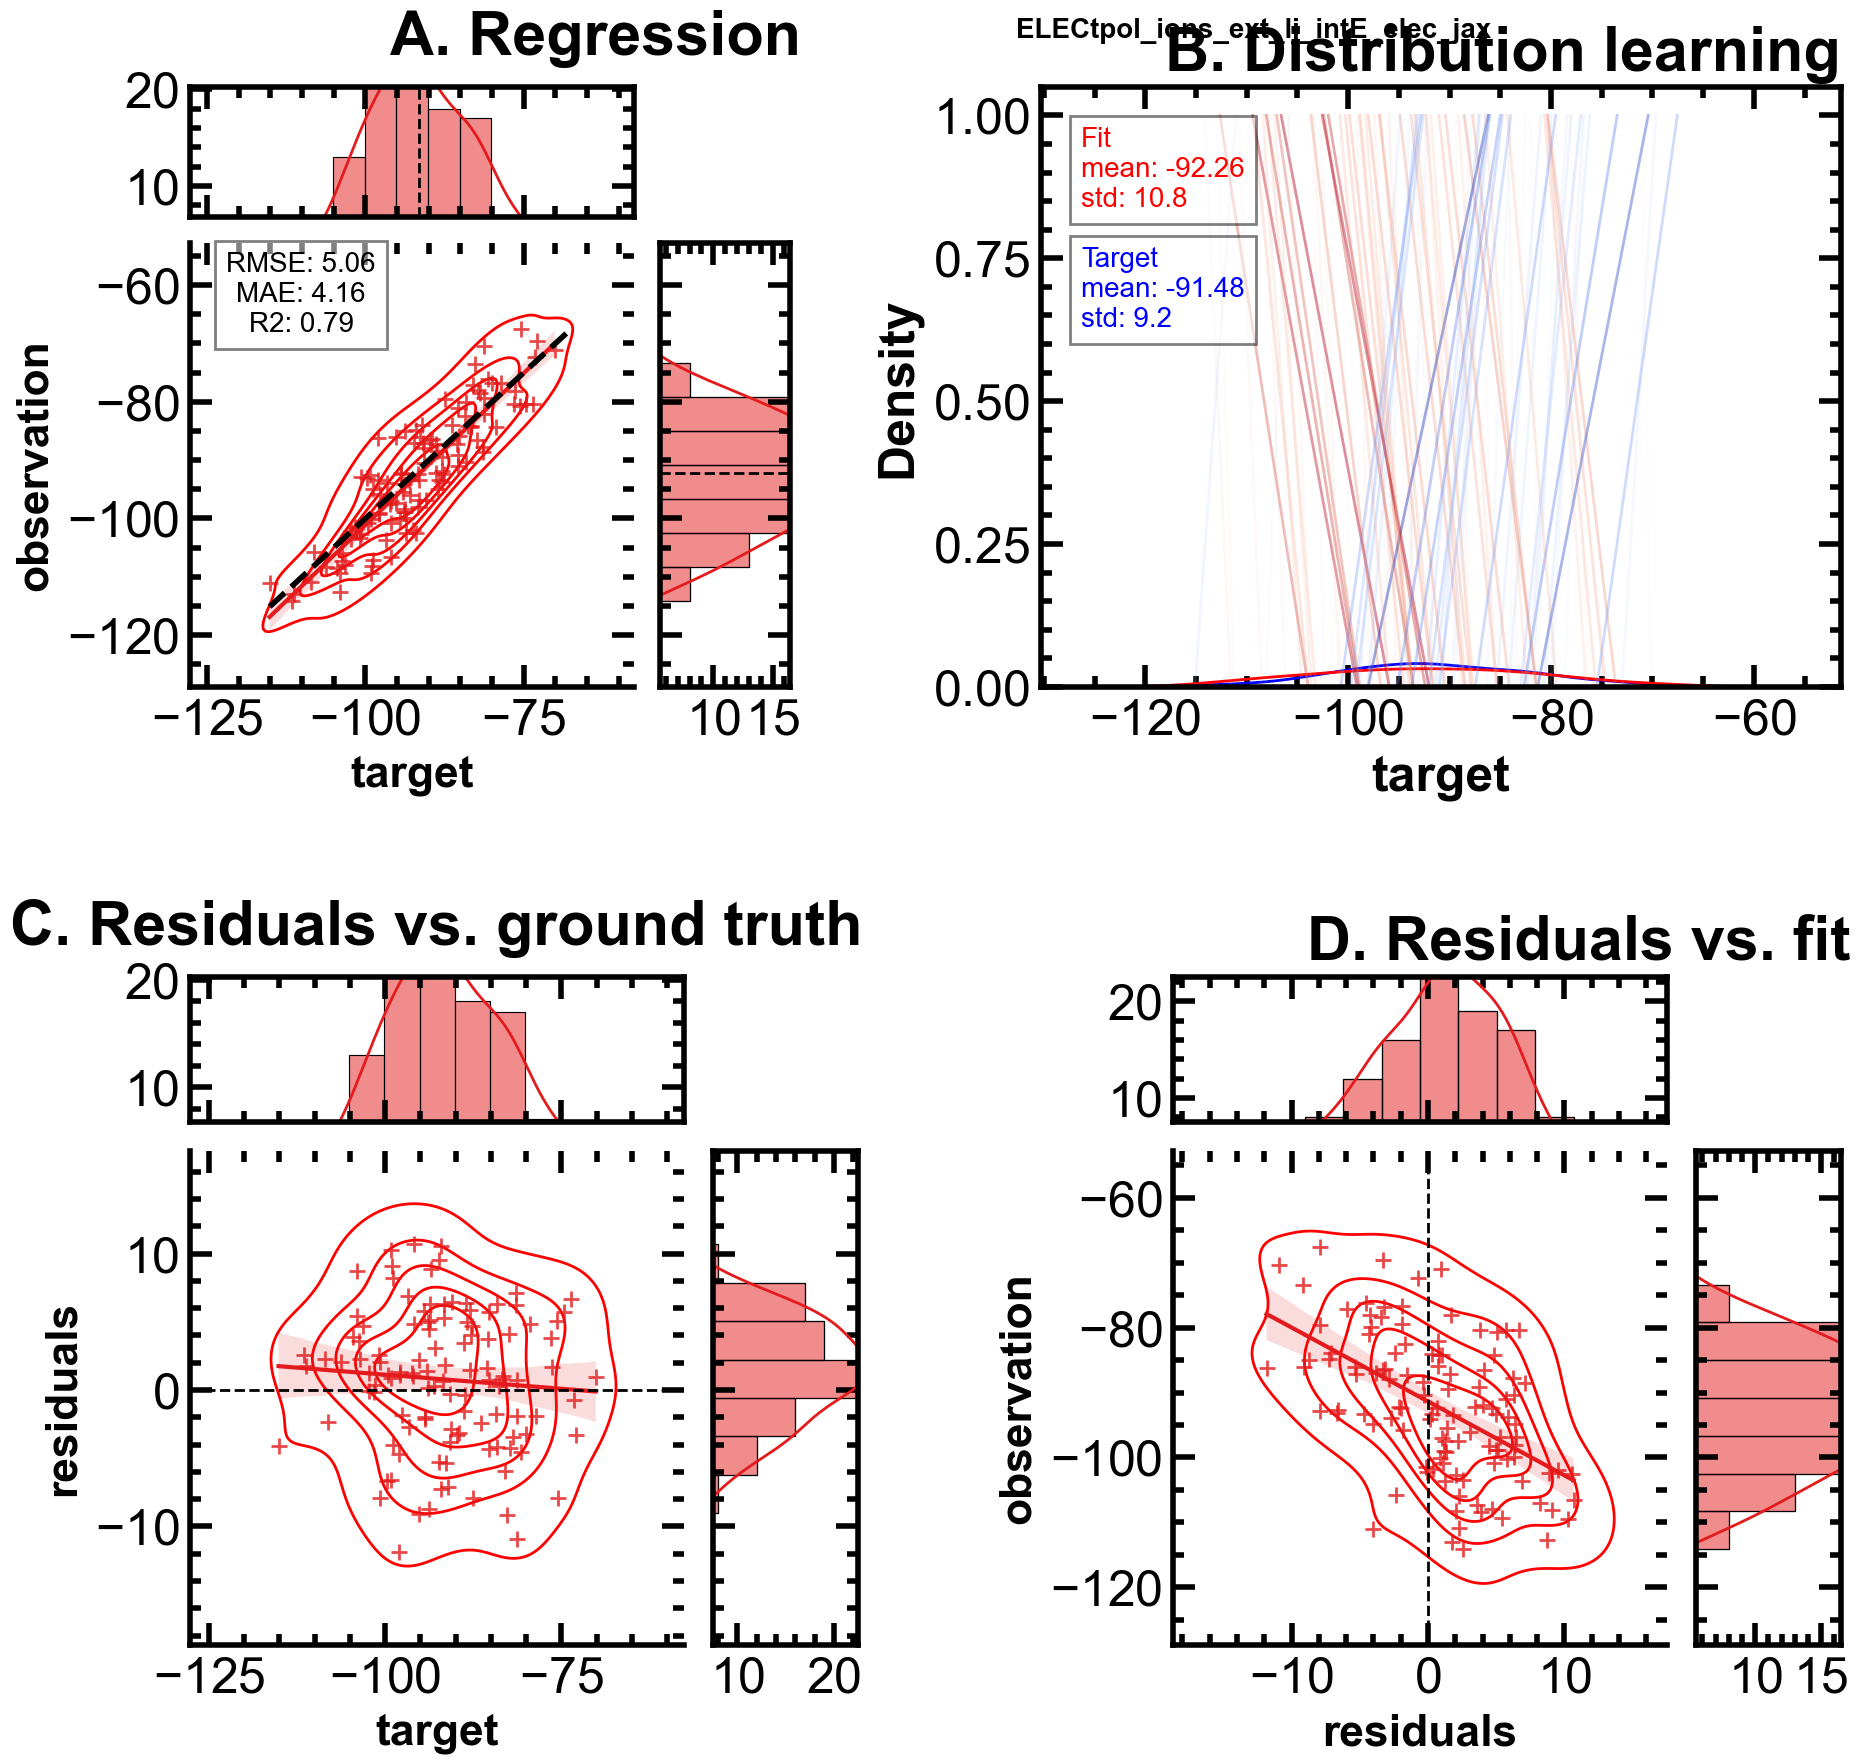 A. Regression
20
10
RMSE: 5.06
MAE: 4.16
R2: 0.79
−60
−80
−100
−120
observation
−125
−100
−75
10
15
target
ELECtpol_ions_ext_li_intE_elec_jax
B. Distribution learning
1.00
0.75
0.50
0.25
0.00
Density
Fit
mean: -92.26
std: 10.8
Target
mean: -91.48
std: 9.2
−120
−100
−80
−60
target
C. Residuals vs. ground truth
20
10
10
0
−10
residuals
−125
−100
−75
10
20
target
D. Residuals vs. fit
20
10
−60
−80
−100
−120
observation
−10
0
10
10
15
residuals